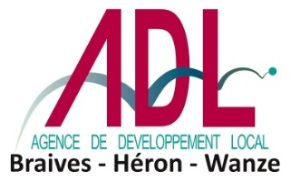 ADL
AGENCE DE DEVELOPPEMENT LOCAL
Braives - Héron - Wanze